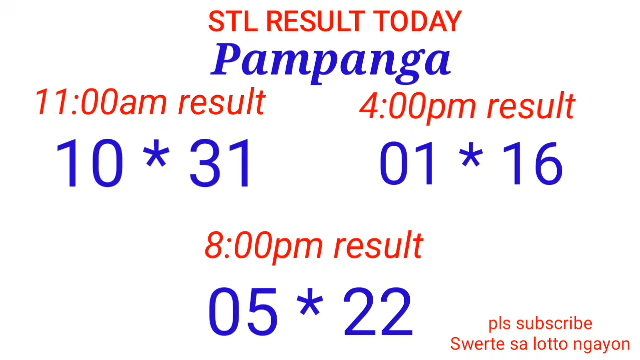 STL RESULT TODAY
Pampanga
11:00am result
10 * 31
4:00pm result
01 * 16
8:00pm result
05 * 22
pls subscribe
Swerte sa lotto ngayon